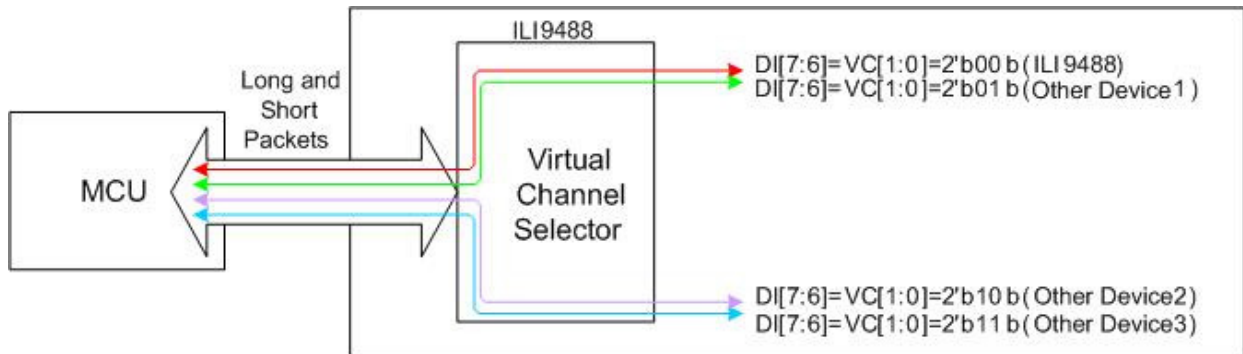 ILI9488
Long and
Short
Packets
MCU
Virtual
Channel
Selector
DI[7:6]=VC[1:0]=2'b00 b(ILI9488)
DI[7:6]=VC[1:0]=2'b01 b(Other Device1)
DI[7:6]=VC[1:0]=2'b10 b(Other Device2)
DI[7:6]=VC[1:0]=2'b11 b(Other Device3)